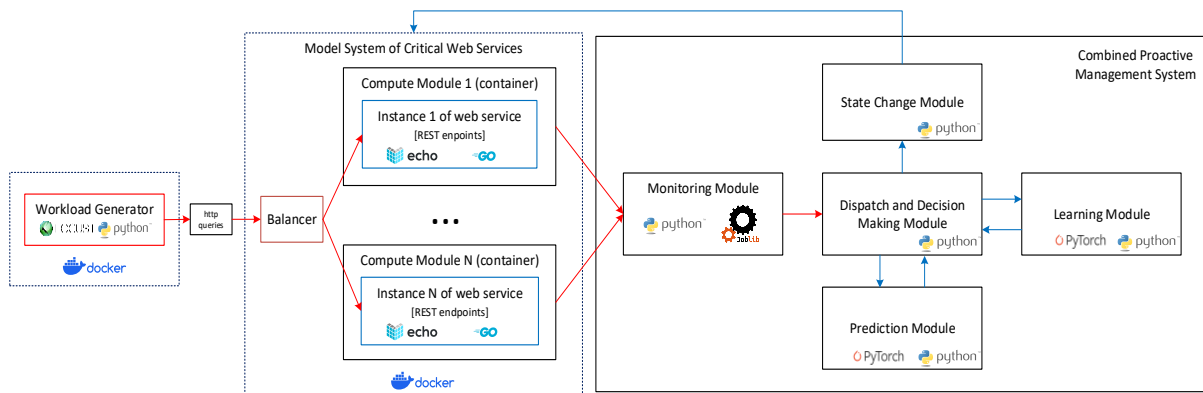 Model System of Critical Web Services
Combined Proactive
Management System
Compute Module 1 (container)
Instance 1 of web service
[REST enpoints]
echo
GO
State Change Module
python
Workload Generator
python
http
queries
Balancer
...
Monitoring Module
python
Joblib
Dispatch and Decision
Making Module
python
Learning Module
PyTorch
python
docker
Compute Module N (container)
Instance N of web service
[REST endpoints]
echo
GO
Prediction Module
PyTorch
python
docker